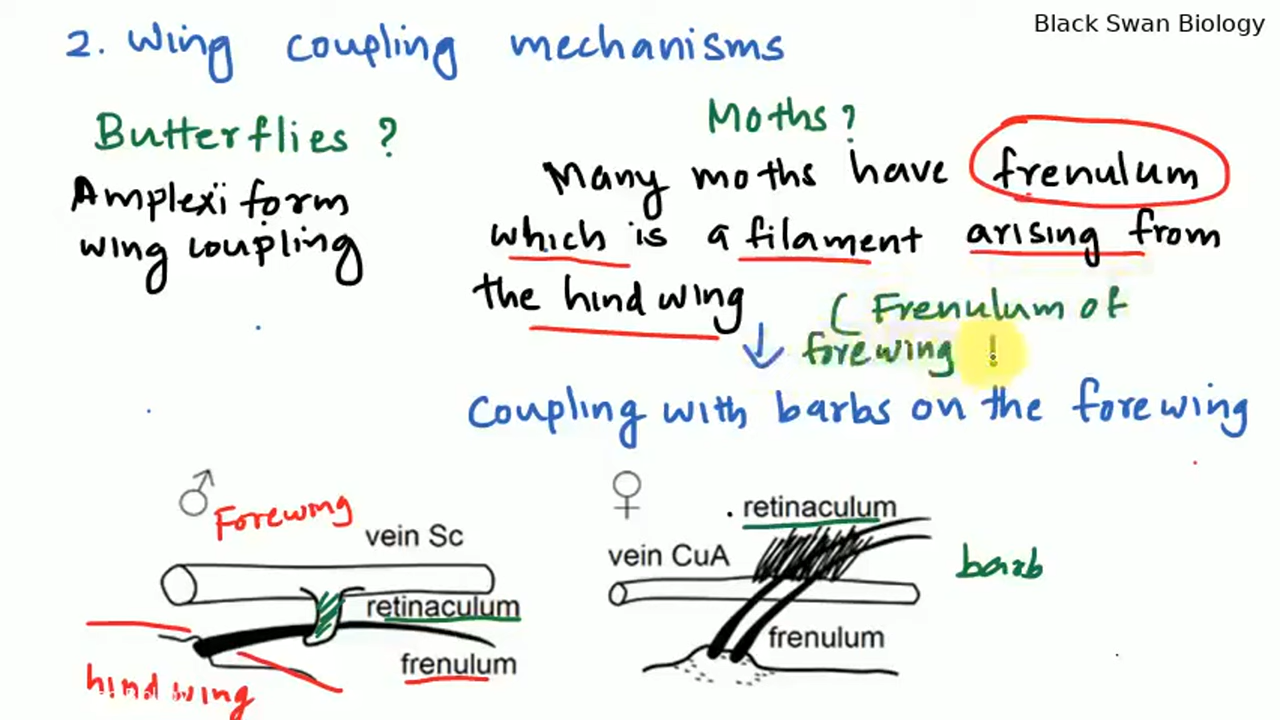 Black Swan Biology
2. Wing coupling mechanisms
Butterflies ?
Amplexi form
wing coupling
Moths ?
Many moths have frenulum
which is a filament arising from
the hind wing
( Frenulum of
forewing !
Coupling with barbs on the forewing
♂
Forewing
vein Sc
retinaculum
frenulum
hind wing
♀
retinaculum
vein CuA
barb
frenulum